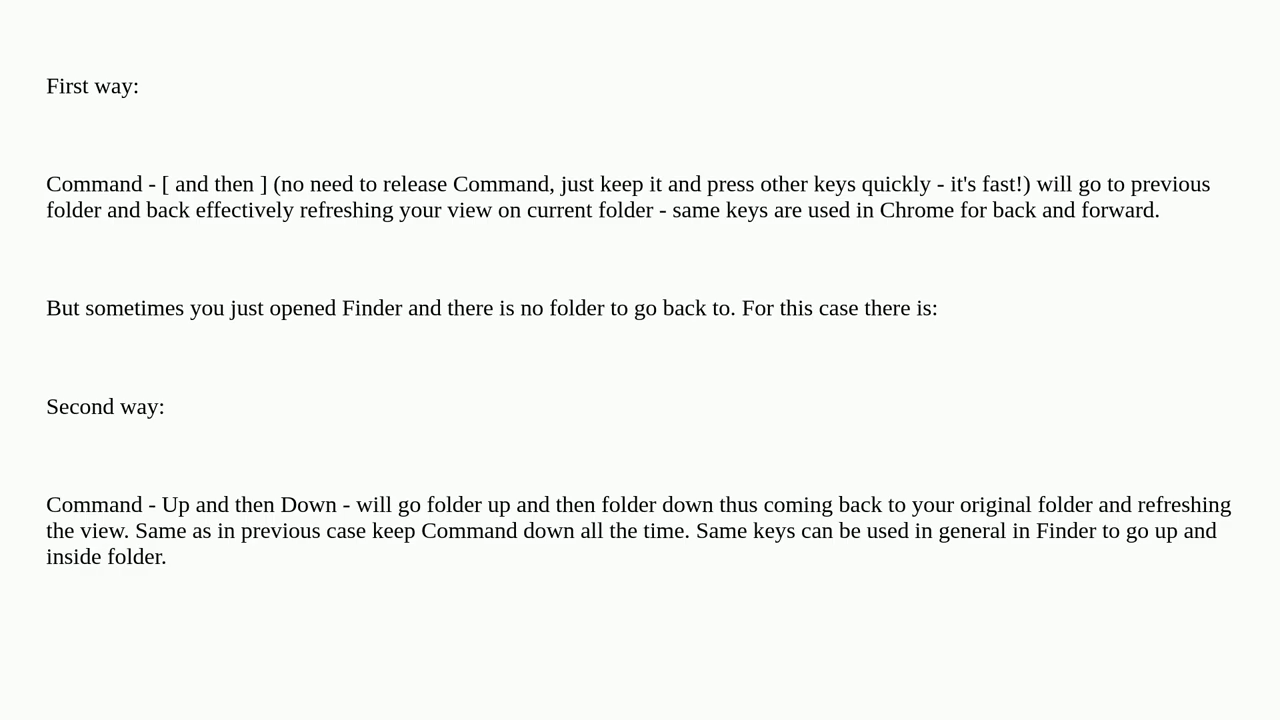 First way:
Command - [ and then ] (no need to release Command, just keep it and press other keys quickly - it's fast!) will go to previous
folder and back effectively refreshing your view on current folder - same keys are used in Chrome for back and forward.
But sometimes you just opened Finder and there is no folder to go back to. For this case there is:
Second way:
Command - Up and then Down - will go folder up and then folder down thus coming back to your original folder and refreshing
the view. Same as in previous case keep Command down all the time. Same keys can be used in general in Finder to go up and
inside folder.